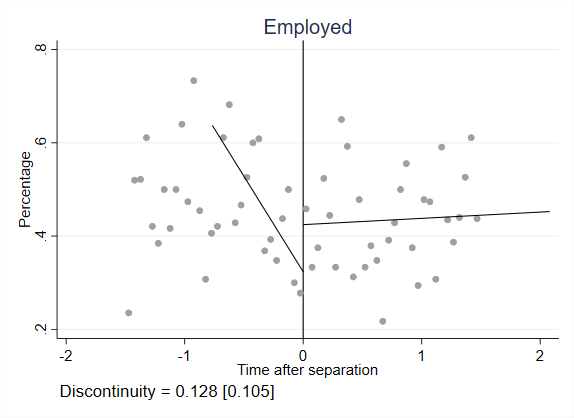 Employed
Percentage
.8
.6
.4
.2
-2 -1 0 1 2
Time after separation
Discontinuity = 0.128 [0.105]